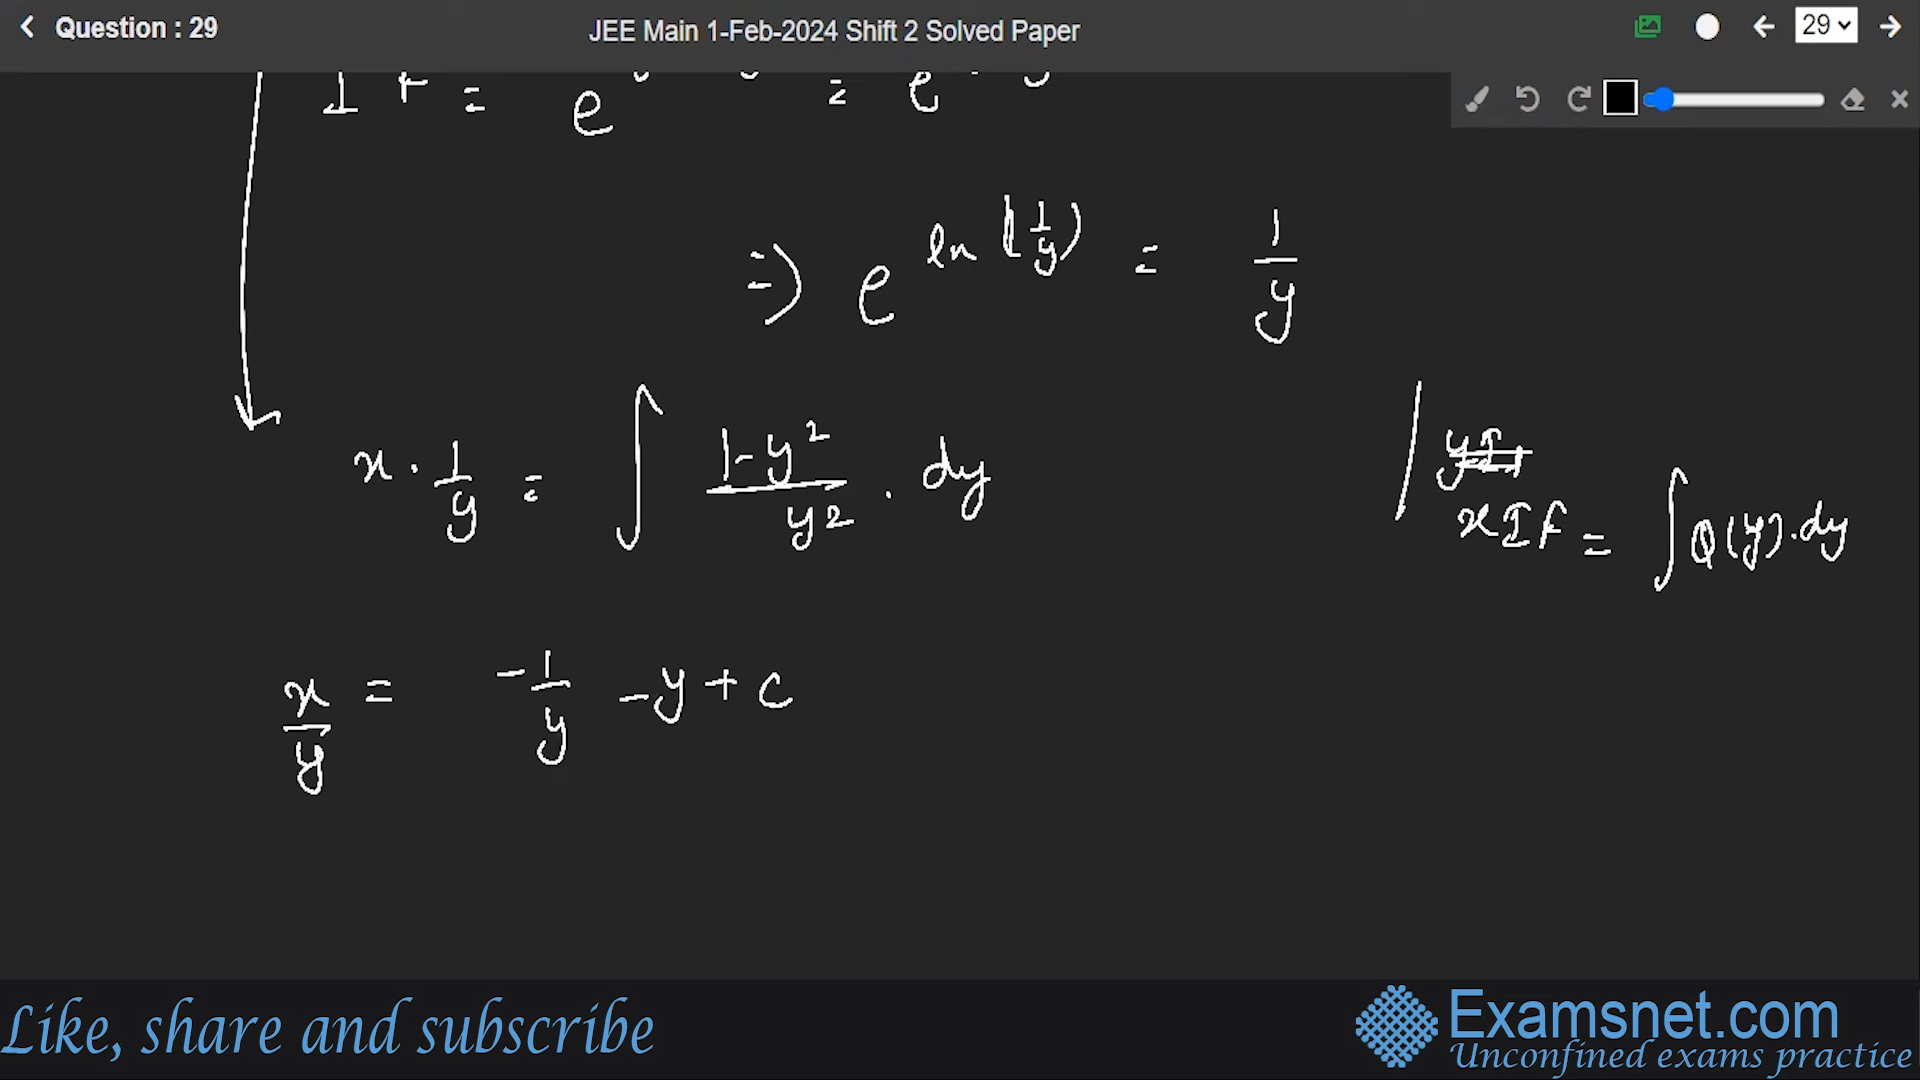 Question : 29
JEE Main 1-Feb-2024 Shift 2 Solved Paper
29
IF = e = e
=> e^{ln(1/y)} = 1/y
x · 1/y = ∫ (1-y²)/y² . dy
x IF = ∫ Q(y).dy
x/y = -1/y - y + c
Like, share and subscribe
Examsnet.com
Unconfined exams practice